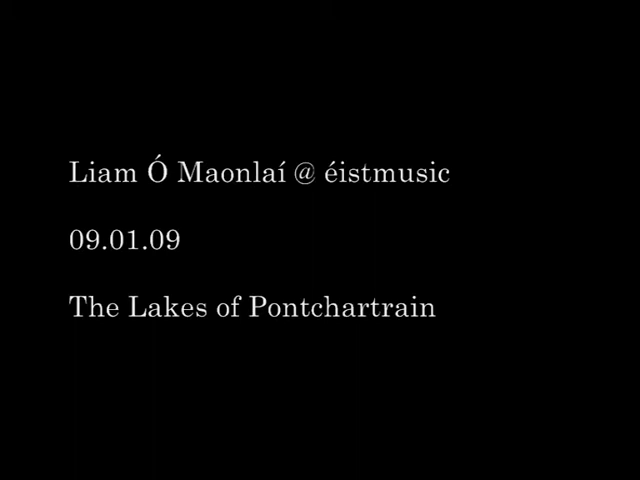 Liam Ó Maonlaí @ éistmusic
09.01.09
The Lakes of Pontchartrain